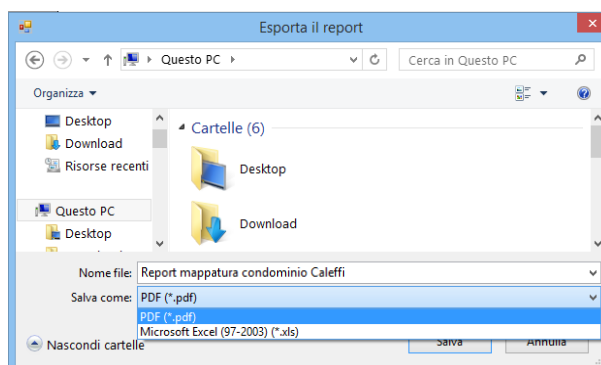 Esporta il report
Questo PC
Cerca in Questo PC
Organizza
Desktop
Download
Risorse recenti
Questo PC
Desktop
Cartelle (6)
Desktop
Download
Nome file: Report mappatura condominio Caleffi
Salva come: PDF (*.pdf)
PDF (*.pdf)
Microsoft Excel (97-2003) (*.xls)
Nascondi cartelle
Salva
Annulla